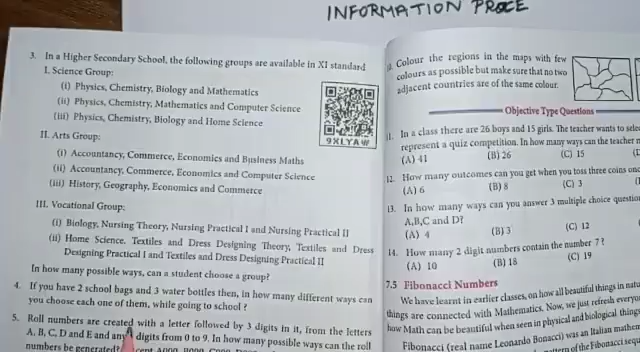 INFORMATION PROCE
3. In a Higher Secondary School, the following groups are available in XI standard
I. Science Group:
(i) Physics, Chemistry, Biology and Mathematics
(ii) Physics, Chemistry, Mathematics and Computer Science
(iii) Physics, Chemistry, Biology and Home Science
9XLYAW
II. Arts Group:
(i) Accountancy, Commerce, Economics and Business Maths
(ii) Accountancy, Commerce, Economics and Computer Science
(iii) History, Geography, Economics and Commerce
III. Vocational Group:
(i) Biology, Nursing Theory, Nursing Practical I and Nursing Practical II
(ii) Home Science, Textiles and Dress Designing Theory, Textiles and Dress
Designing Practical I and Textiles and Dress Designing Practical II
In how many possible ways, can a student choose a group?
4. If you have 2 school bags and 3 water bottles then, in how many different ways can
you choose each one of them, while going to school ?
5. Roll numbers are created with a letter followed by 3 digits in it, from the letters
A, B, C, D and E and any digits from 0 to 9. In how many possible ways can the roll
numbers be generated?
Colour the regions in the maps with few
colours as possible but make sure that no two
adjacent countries are of the same colour.
Objective Type Questions
11. In a class there are 26 boys and 15 girls. The teacher wants to
represent a quiz competition. In how many ways can the teacher
(A) 41 (B) 26 (C) 15
12. How many outcomes can you get when you toss three coins
(A) 6 (B) 8 (C) 3
13. In how many ways can you answer 3 multiple choice
A,B,C and D?
(A) 4 (B) 3 (C) 12
14. How many 2 digit numbers contain the number 7 ?
(A) 10 (B) 18 (C) 19
7.3 Fibonacci Numbers
We have learnt in earlier classes, on how all beautiful things in
things are connected with Mathematics. Now, we just refresh
how Math can be beautiful when seen in physical and biological
Fibonacci (real name Leonardo Bonacci) was an Italian
of the Fibonacci